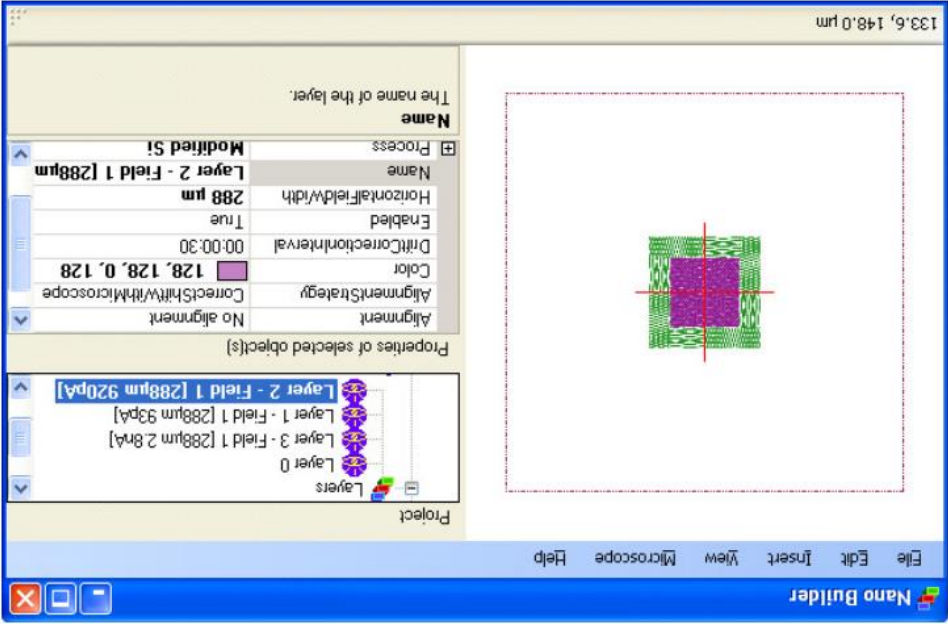 Nano Builder
File Edit Insert View Microscope Help
Project
Layers
Layer 0
Layer 3 - Field 1 [288µm 2.8nA]
Layer 1 - Field 1 [288µm 93pA]
Layer 2 - Field 1 [288µm 920pA]
Properties of selected object(s)
Alignment No alignment
AlignmentStrategy CorrectShiftWithMicroscope
Color 128, 128, 0, 128
DriftCorrectionInterval 00:00:30
Enabled True
HorizontalFieldWidth 288 µm
Name Layer 2 - Field 1 [288µm
Process Modified Si
Name
The name of the layer.
133.6, 148.0 µm